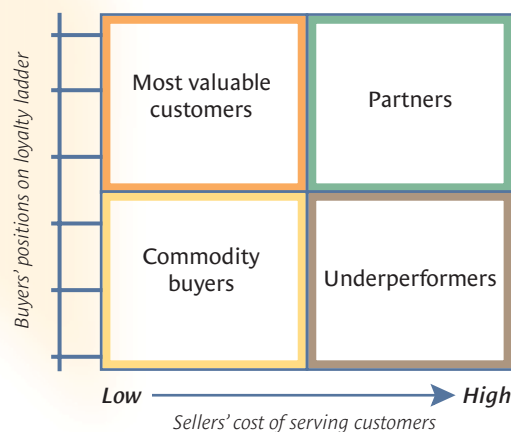 Buyers' positions on loyalty ladder
Most valuable
customers
Partners
Commodity
buyers
Underperformers
Low
High
Sellers' cost of serving customers